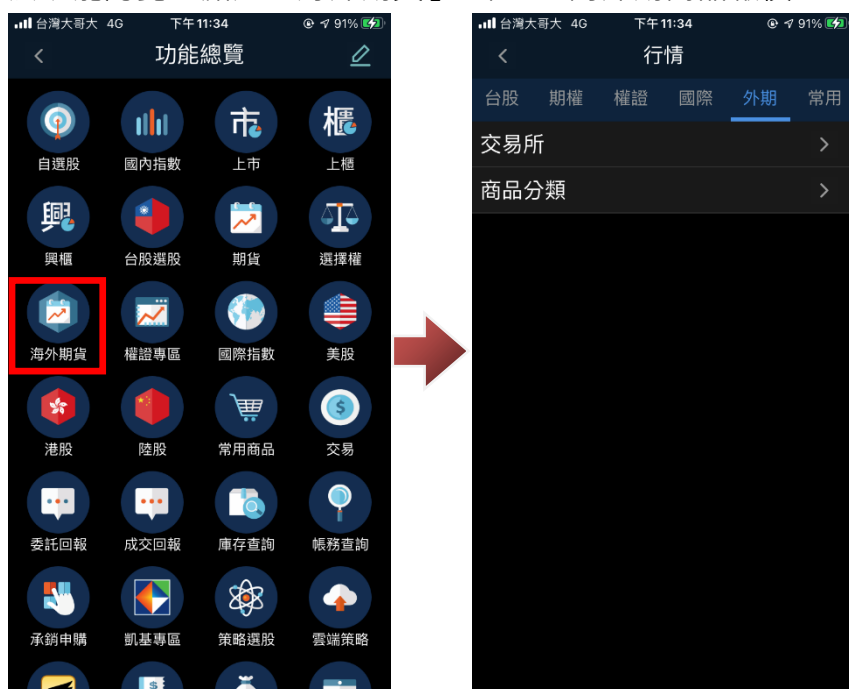 台灣大哥大 4G 下午11:34 91%
功能總覽
自選股 國內指數 上市 上櫃
市 櫃
興
興櫃 台股選股 期貨 選擇權
海外期貨 權證專區 國際指數 美股
港股 陸股 常用商品 交易
委託回報 成交回報 庫存查詢 帳務查詢
承銷申購 凱基專區 策略選股 雲端策略
台灣大哥大 4G 下午11:34 91%
行情
台股 期權 權證 國際 外期 常用
交易所
商品分類